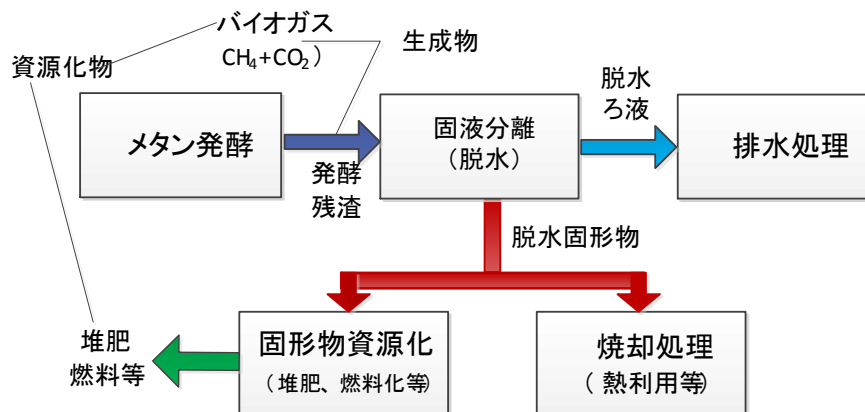 バイオガス
CH₄+CO₂）
生成物
資源化物
メタン発酵
発酵
残渣
固液分離
（脱水）
脱水
ろ液
排水処理
脱水固形物
固形物資源化
（堆肥、燃料化等）
焼却処理
（熱利用等）
堆肥
燃料等